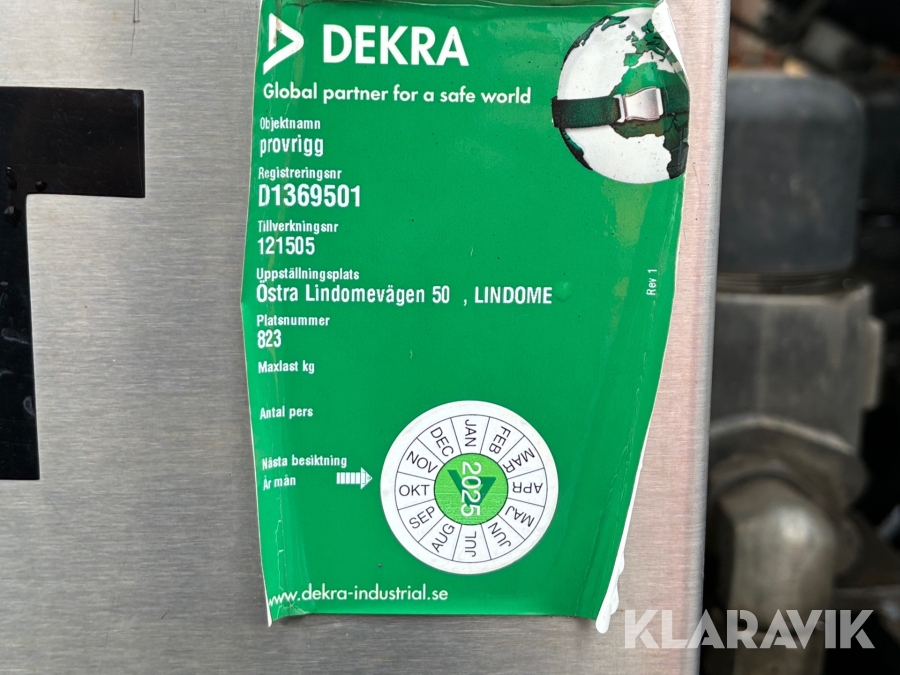 DEKRA
Global partner for a safe world
Objektnamn
provrigg
Registreringsnr
D1369501
Tillverkningsnr
121505
Uppställningsplats
Östra Lindomevägen 50 , LINDOME
Platsnummer
823
Maxlast kg
Antal pers
Nästa besiktning
År mån
JAN
FEB
MAR
APR
MAJ
JUN
JUL
AUG
SEP
OKT
NOV
DEC
2025
www.dekra-industrial.se
Rev 1
KLARAVIK